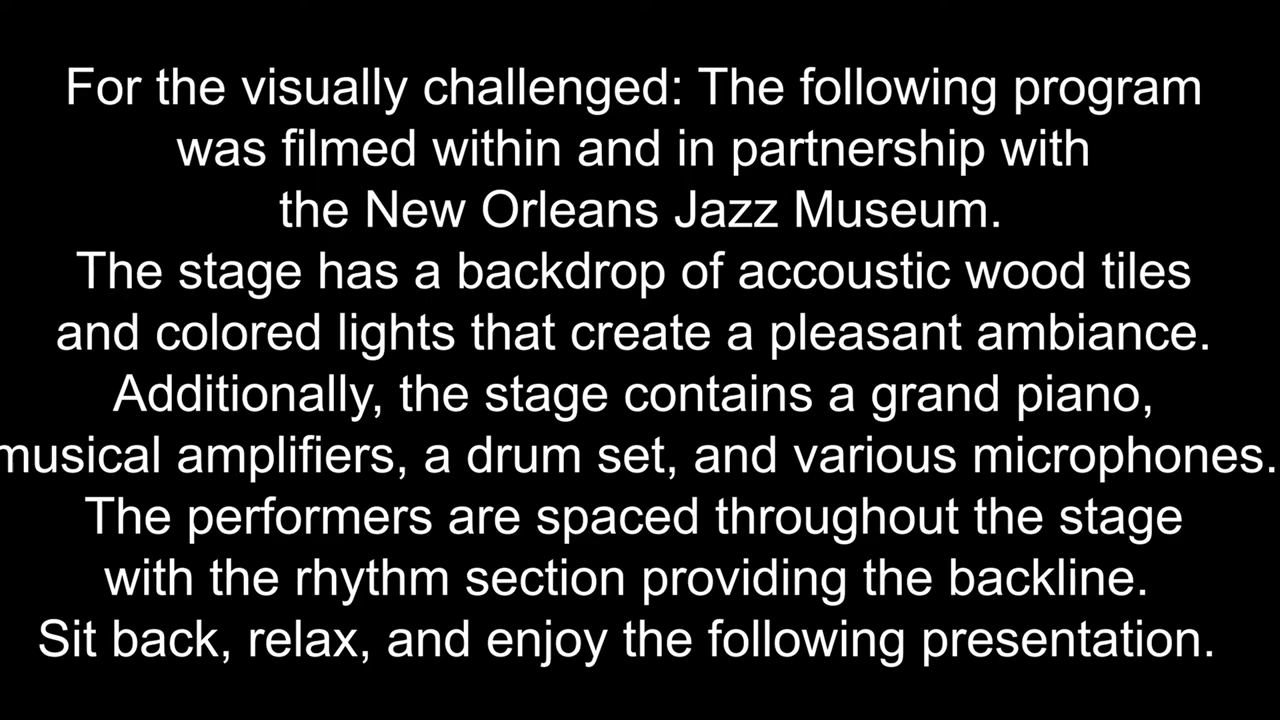 For the visually challenged: The following program
was filmed within and in partnership with
the New Orleans Jazz Museum.
The stage has a backdrop of accoustic wood tiles
and colored lights that create a pleasant ambiance.
Additionally, the stage contains a grand piano,
musical amplifiers, a drum set, and various microphones.
The performers are spaced throughout the stage
with the rhythm section providing the backline.
Sit back, relax, and enjoy the following presentation.